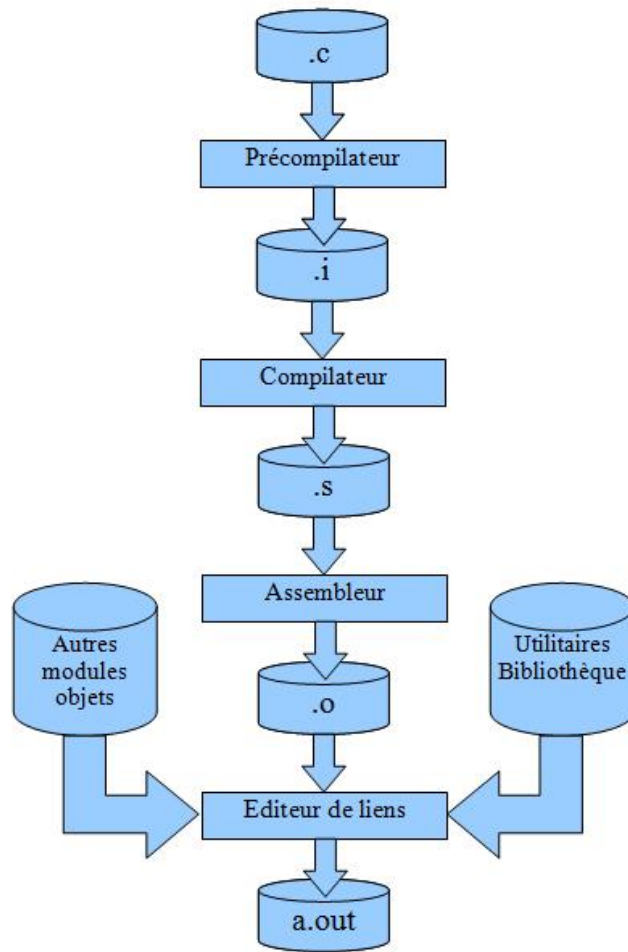 .c
Précompilateur
.i
Compilateur
.s
Assembleur
Autres
modules
objets
.o
Utilitaires
Bibliothèque
Editeur de liens
a.out